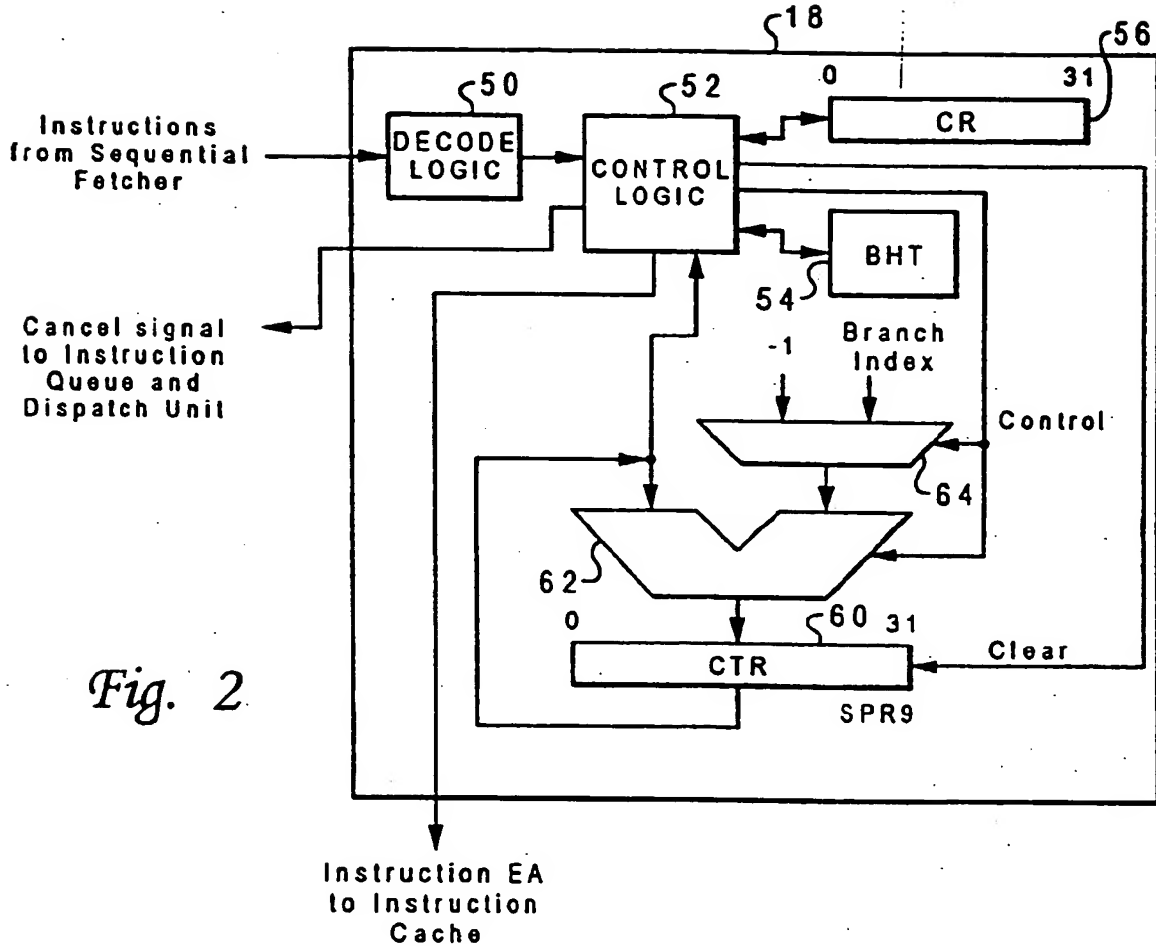 18
56
0
31
CR
50
52
Instructions
from Sequential
Fetcher
DECODE
LOGIC
CONTROL
LOGIC
BHT
54
Cancel signal
to Instruction
Queue and
Dispatch Unit
-1
Branch
Index
Control
64
62
0
60
31
CTR
Clear
SPR9
Fig. 2
Instruction EA
to Instruction
Cache